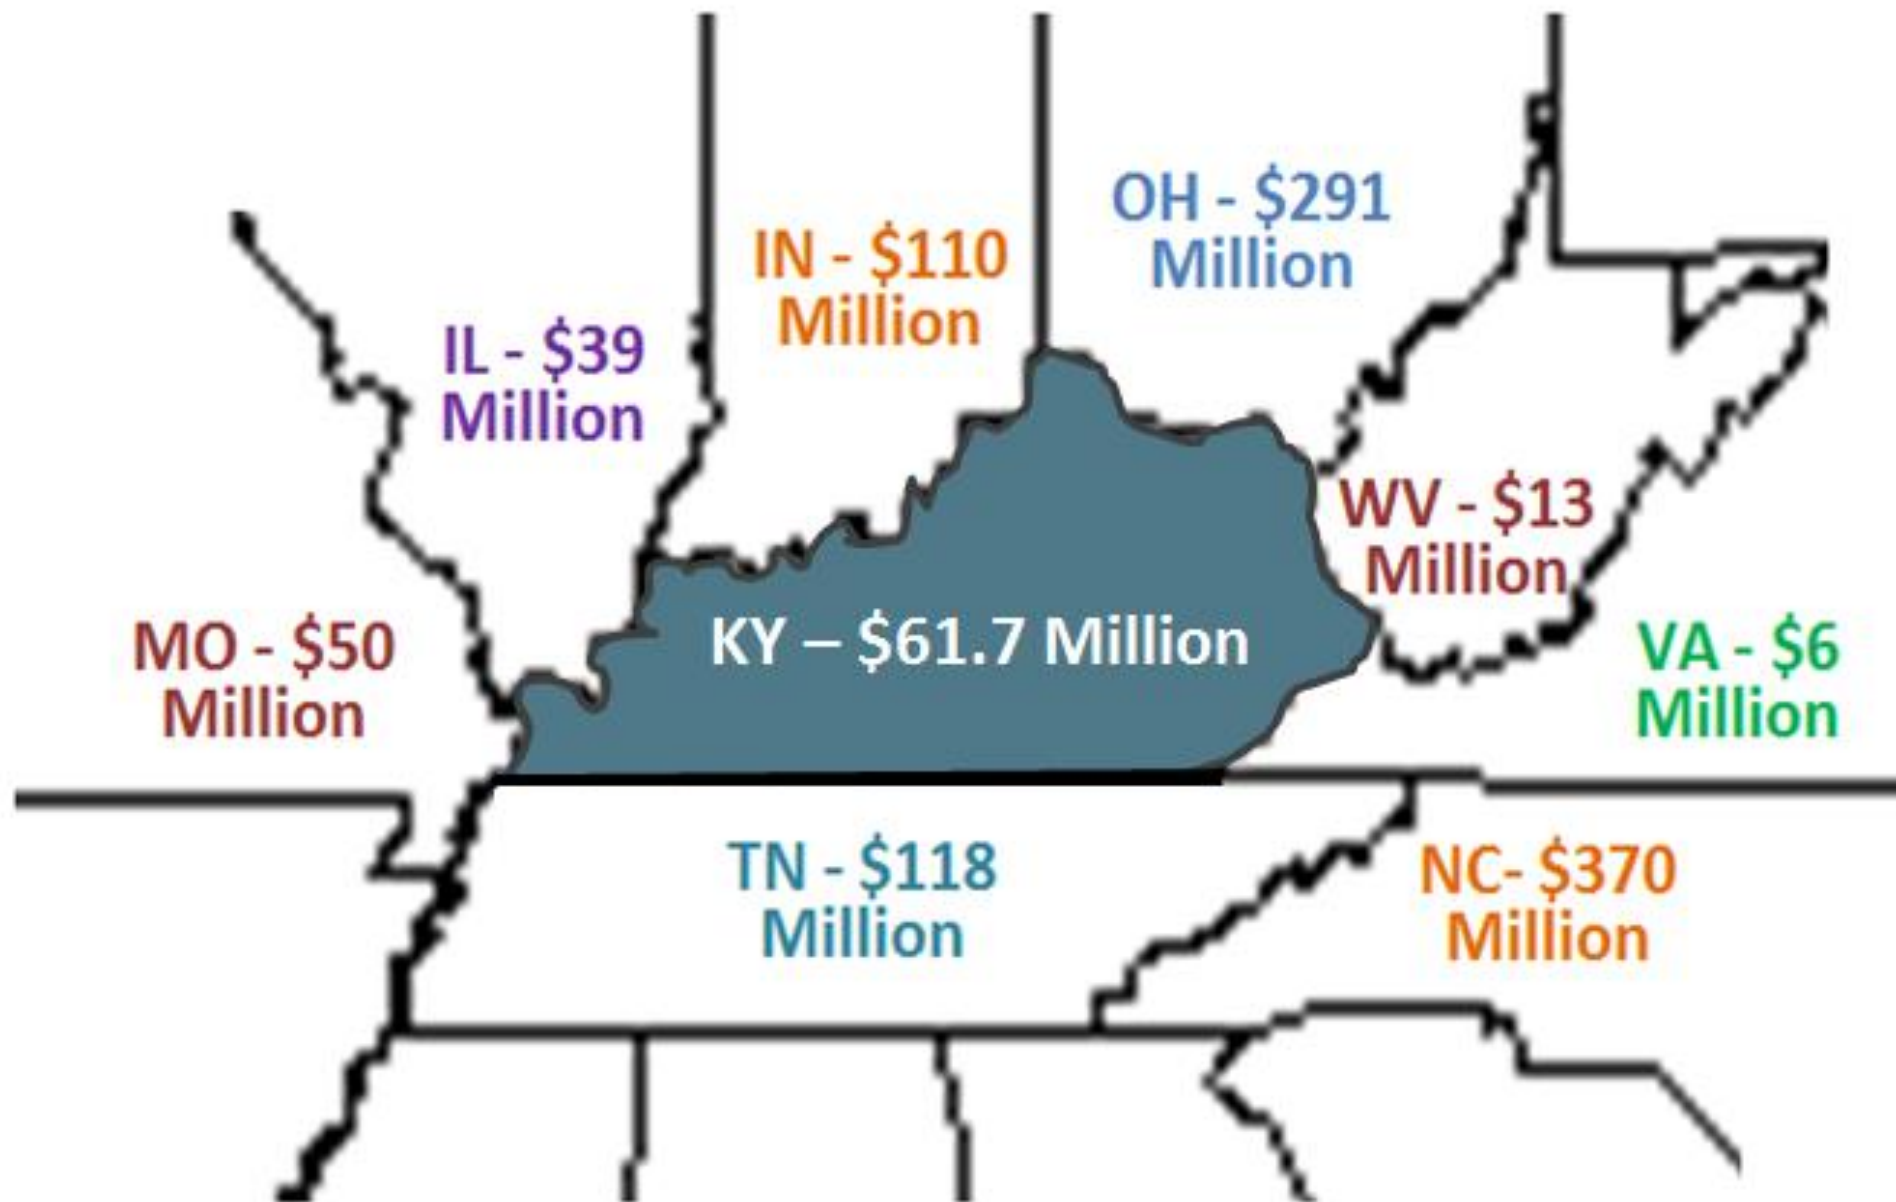 OH - $291
Million
IN - $110
Million
IL - $39
Million
WV - $13
Million
MO - $50
Million
KY – $61.7 Million
VA - $6
Million
TN - $118
Million
NC- $370
Million